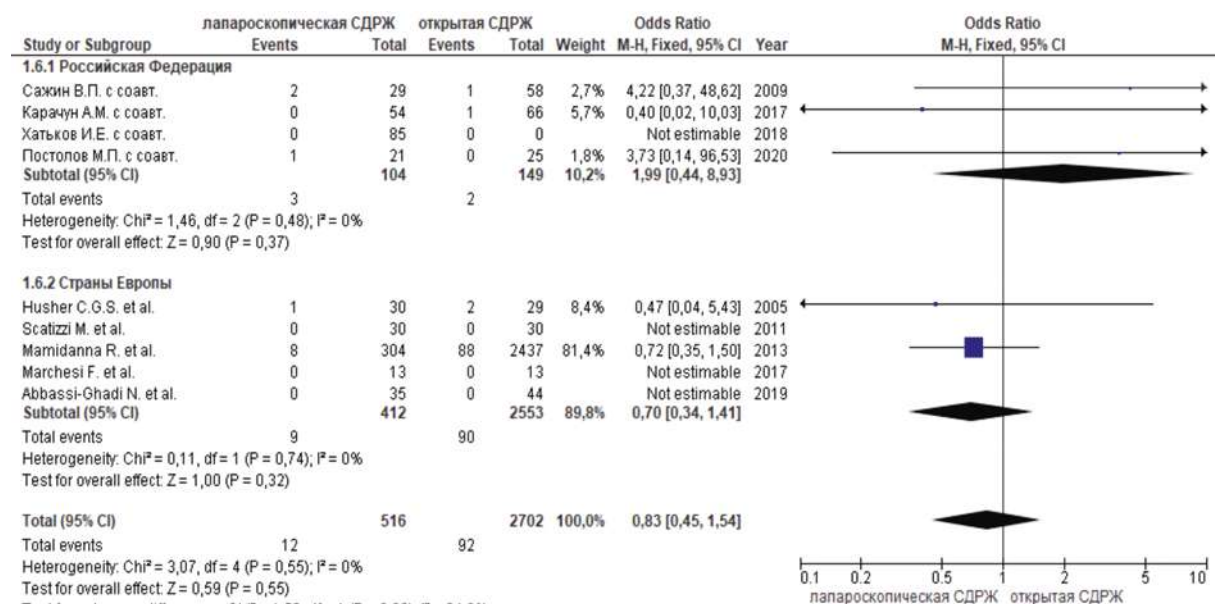 лапароскопическая СДРЖ открытая СДРЖ Odds Ratio Odds Ratio
Study or Subgroup Events Total Events Total Weight M-H, Fixed, 95% CI Year M-H, Fixed, 95% CI
1.6.1 Российская Федерация
Сажин В.П. с соавт. 2 29 1 58 2,7% 4,22 [0,37, 48,62] 2009
Карачун А.М. с соавт. 0 54 1 66 5,7% 0,40 [0,02, 10,03] 2017
Хатьков И.Е. с соавт. 0 85 0 0 Not estimable 2018
Постолов М.П. с соавт. 1 21 0 25 1,8% 3,73 [0,14, 96,53] 2020
Subtotal (95% CI) 104 149 10,2% 1,99 [0,44, 8,93]
Total events 3 2
Heterogeneity: Chi² = 1,46, df = 2 (P = 0,48); I² = 0%
Test for overall effect: Z = 0,90 (P = 0,37)
1.6.2 Страны Европы
Husher C.G.S. et al. 1 30 2 29 8,4% 0,47 [0,04, 5,43] 2005
Scatizzi M. et al. 0 30 0 30 Not estimable 2011
Mamidanna R. et al. 8 304 88 2437 81,4% 0,72 [0,35, 1,50] 2013
Marchesi F. et al. 0 13 0 13 Not estimable 2017
Abbassi-Ghadi N. et al. 0 35 0 44 Not estimable 2019
Subtotal (95% CI) 412 2553 89,8% 0,70 [0,34, 1,41]
Total events 9 90
Heterogeneity: Chi² = 0,11, df = 1 (P = 0,74); I² = 0%
Test for overall effect: Z = 1,00 (P = 0,32)
Total (95% CI) 516 2702 100,0% 0,83 [0,45, 1,54]
Total events 12 92
Heterogeneity: Chi² = 3,07, df = 4 (P = 0,55); I² = 0%
Test for overall effect: Z = 0,59 (P = 0,55)
0.1 0.2 0.5 1 2 5 10
лапароскопическая СДРЖ открытая СДРЖ